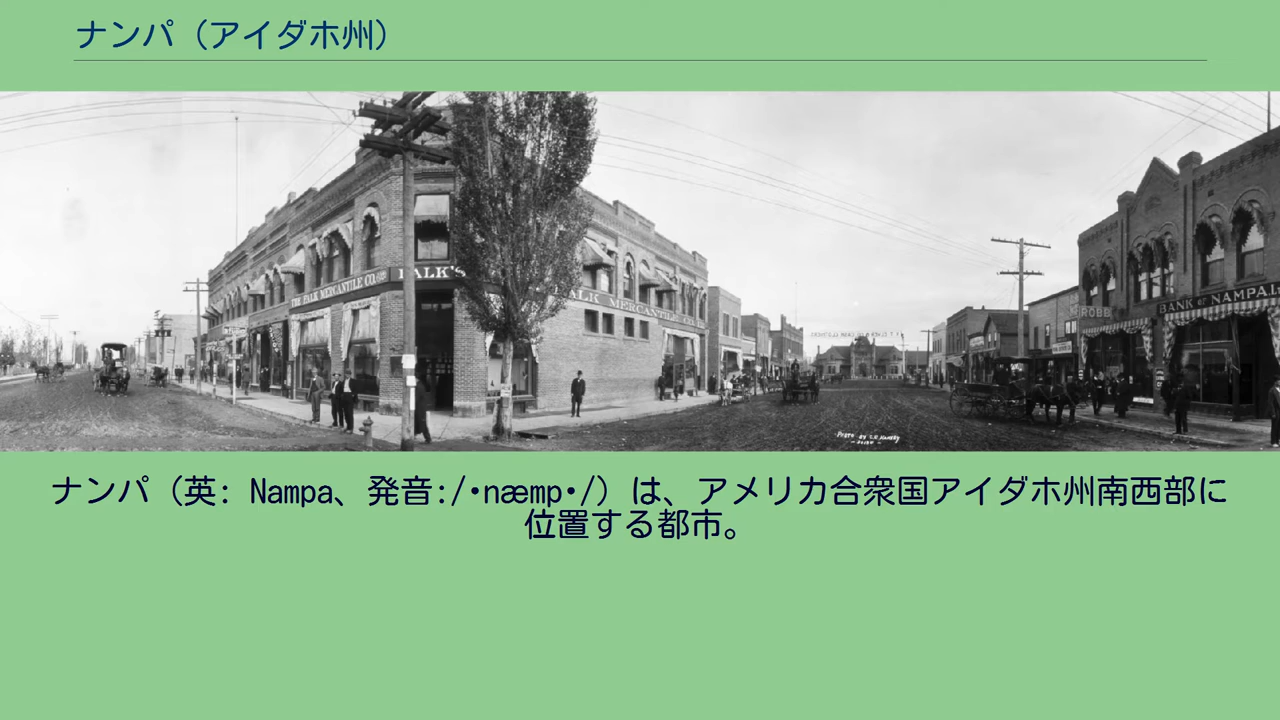 ナンパ（アイダホ州）
THE FALK MERCANTILE CO.
FALK'S
FALK MERCANTILE CO.
ROBB
BANK OF NAMPA
ナンパ（英: Nampa、発音:/•næmp•/）は、アメリカ合衆国アイダホ州南西部に
位置する都市。